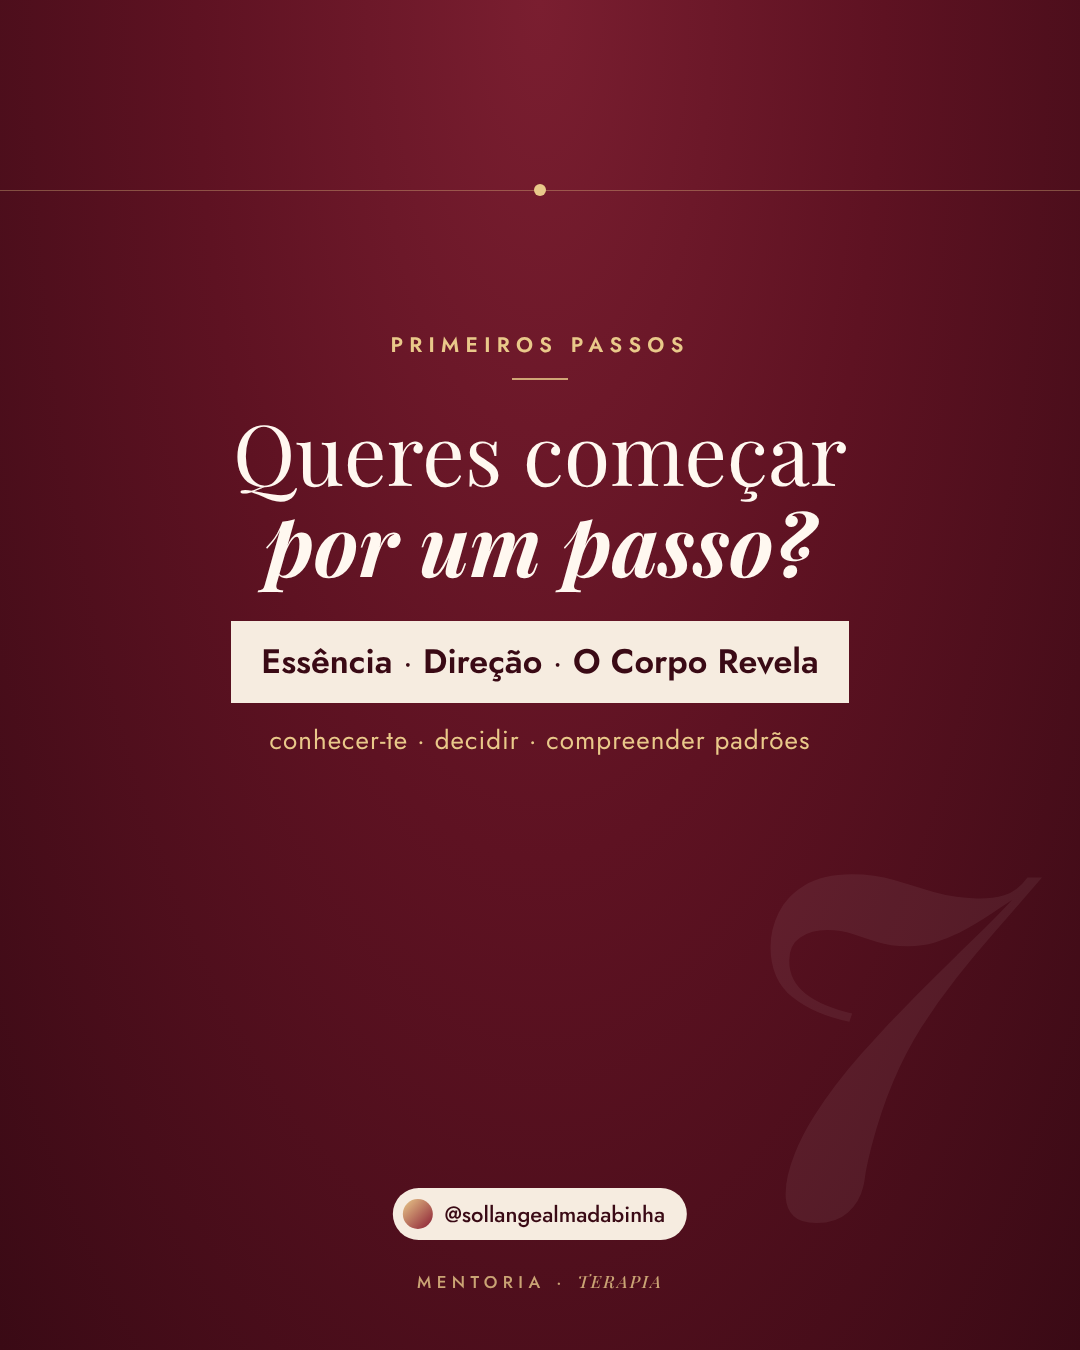 PRIMEIROS PASSOS
Queres começar
por um passo?
Essência · Direção · O Corpo Revela
conhecer-te · decidir · compreender padrões
7
@sollangealmadabinha
MENTORIA · TERAPIA